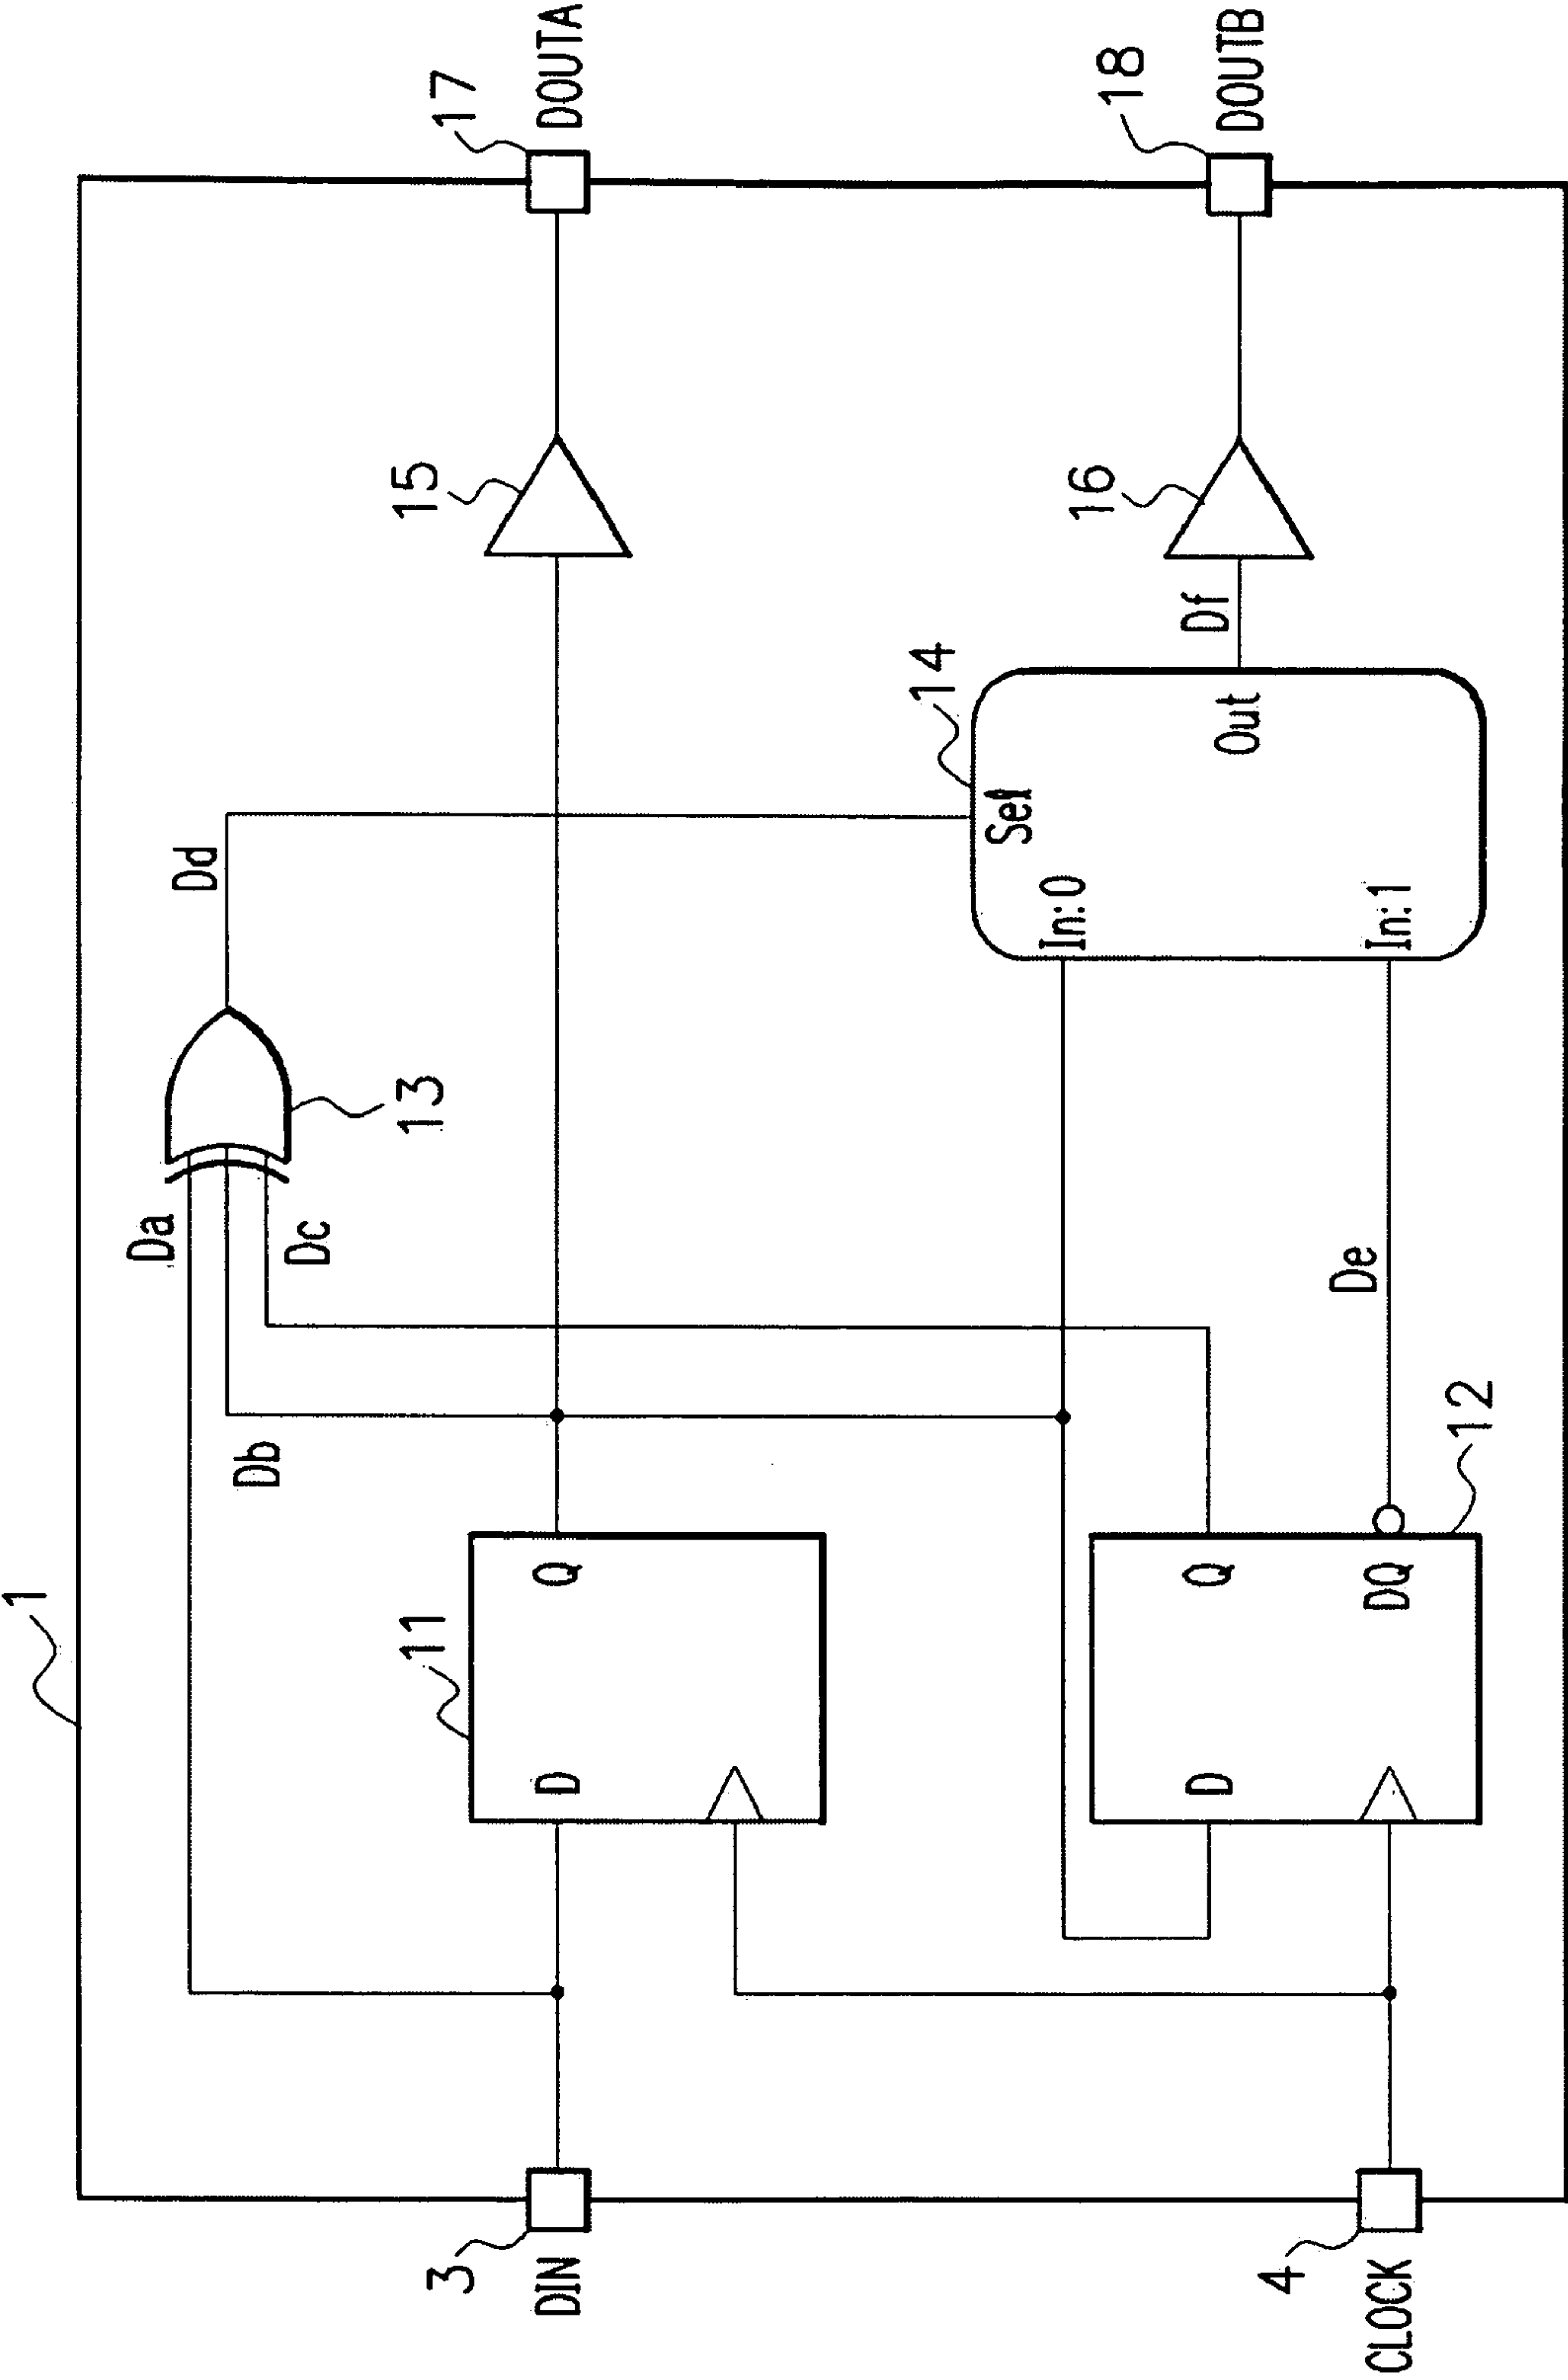 1
3
DIN
4
CLOCK
11
D
Q
12
D
Q
DQ
Da
Db
Dc
13
Dd
De
14
Sel
In:0
In:1
Out
Df
15
16
17
DOUTA
18
DOUTB